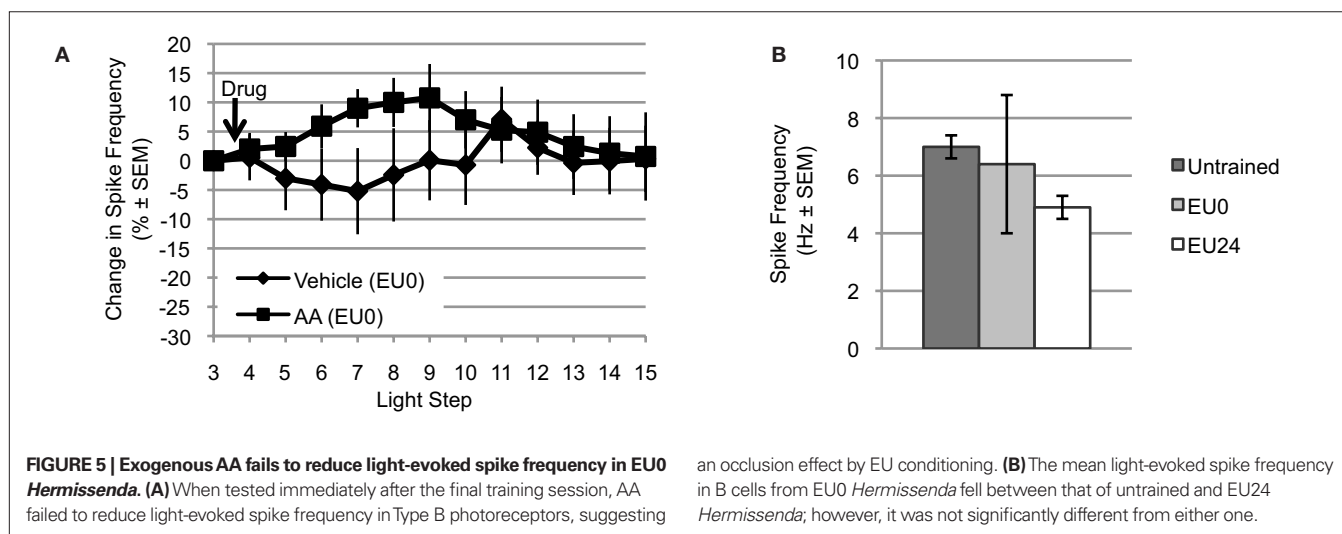 A
20
15
10
5
0
-5
-10
-15
-20
-25
-30
Change in Spike Frequency
(% ± SEM)
Drug
Vehicle (EU0)
AA (EU0)
3 4 5 6 7 8 9 10 11 12 13 14 15
Light Step
B
10
8
6
4
2
0
Spike Frequency
(Hz ± SEM)
Untrained
EU0
EU24
FIGURE 5 | Exogenous AA fails to reduce light-evoked spike frequency in EU0
Hermissenda. (A) When tested immediately after the final training session, AA
failed to reduce light-evoked spike frequency in Type B photoreceptors, suggesting
an occlusion effect by EU conditioning. (B) The mean light-evoked spike frequency
in B cells from EU0 Hermissenda fell between that of untrained and EU24
Hermissenda; however, it was not significantly different from either one.